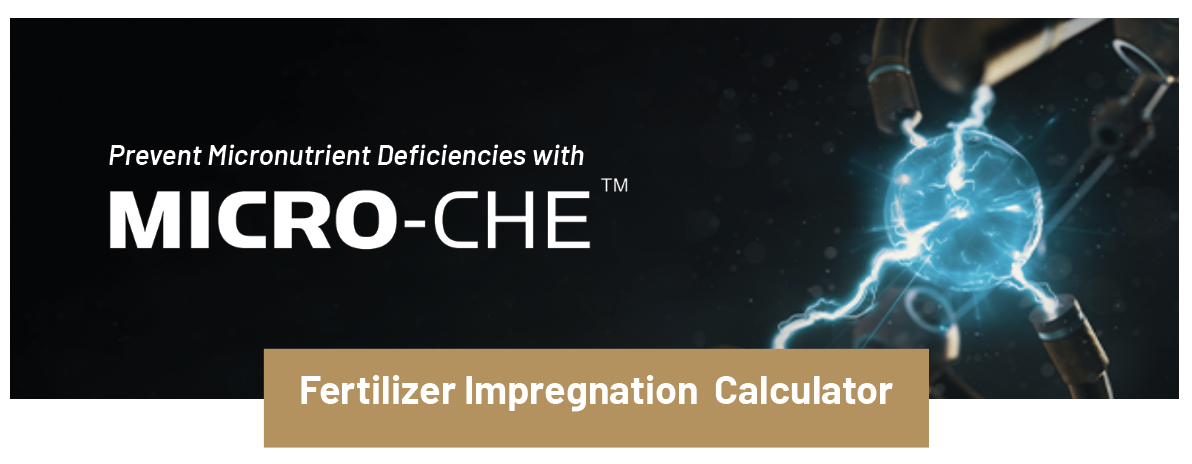 Prevent Micronutrient Deficiencies with
MICRO-CHE™
Fertilizer Impregnation  Calculator